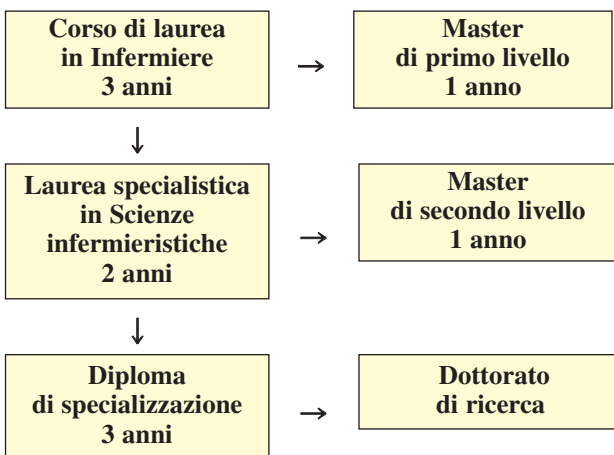 Corso di laurea
in Infermiere
3 anni
→
Master
di primo livello
1 anno
↓
Laurea specialistica
in Scienze
infermieristiche
2 anni
→
Master
di secondo livello
1 anno
↓
Diploma
di specializzazione
3 anni
→
Dottorato
di ricerca